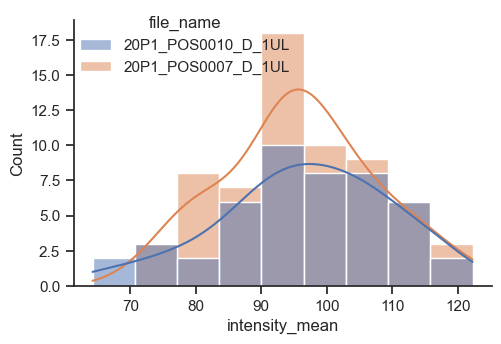 file_name
20P1_POS0010_D_1UL
20P1_POS0007_D_1UL
17.5
15.0
12.5
10.0
7.5
5.0
2.5
0.0
Count
70 80 90 100 110 120
intensity_mean